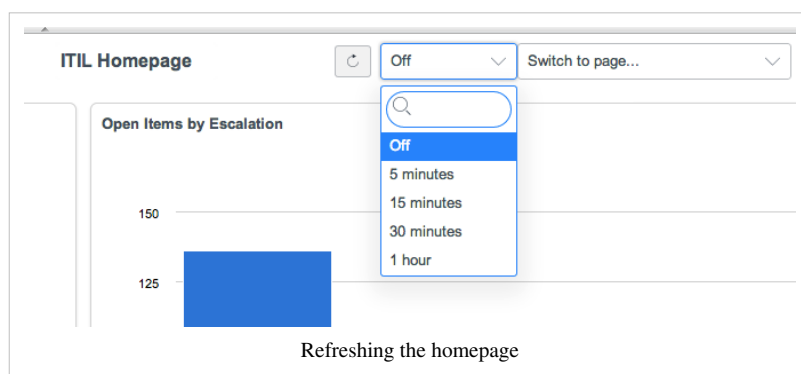 ITIL Homepage Off Switch to page...
Open Items by Escalation
Off
5 minutes
15 minutes
30 minutes
1 hour
150
125
Refreshing the homepage